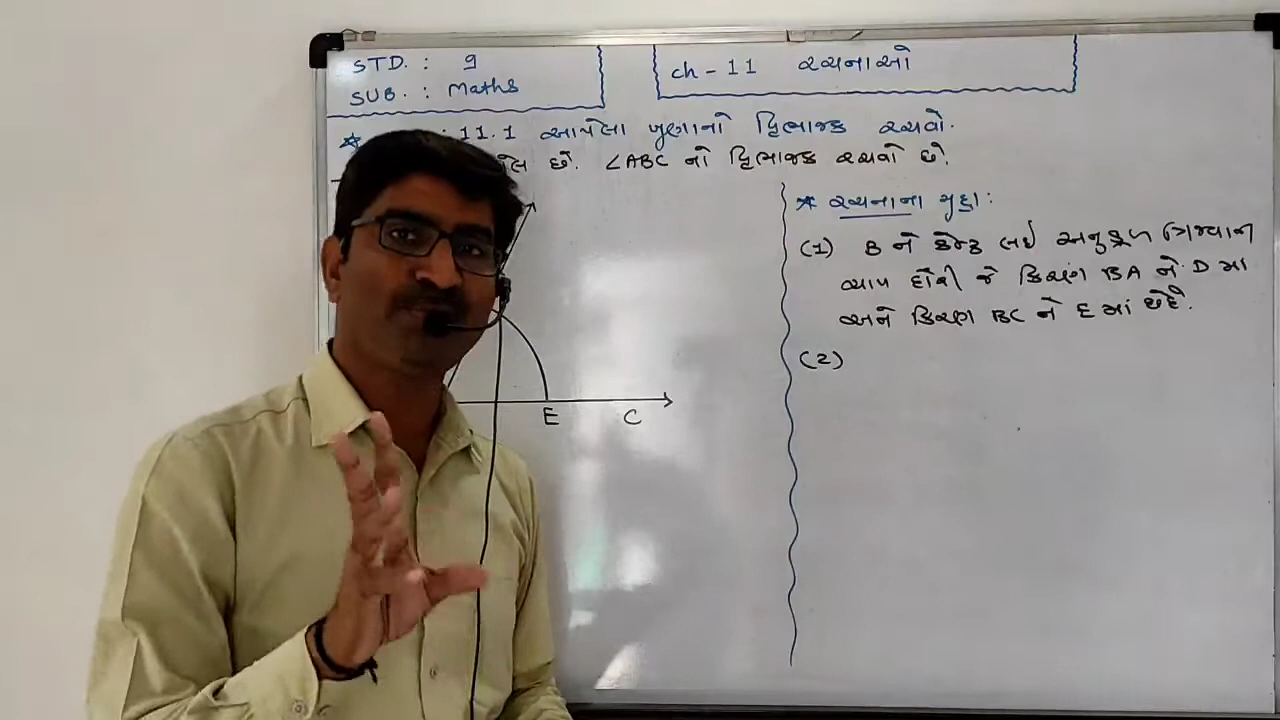 STD. : 9
SUB. : Maths
ch - 11 રચનાઓ
: 11.1 આપેલા ખૂણાનો દ્વિભાજક રચવો.
છે. ∠ABC નો દ્વિભાજક રચવો છે.
E C
* રચનાના મુદ્દા :
(1) B ને કેન્દ્ર લઈ અનુકૂળ ત્રિજ્યાનુ
ચાપ દોરી જે કિરણ BA ને D માં
અને કિરણ BC ને E માં છેદે.
(2)